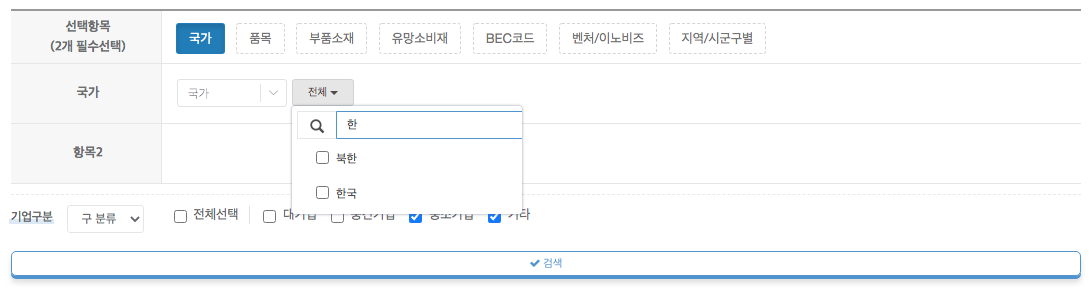 선택항목
(2개 필수선택)
국가 품목 부품소재 유망소비재 BEC코드 벤처/이노비즈 지역/시군구별
국가 국가 전체
한
북한
한국
항목2
기업구분 구 분류 전체선택 대기업 중견기업 중소기업 기타
검색